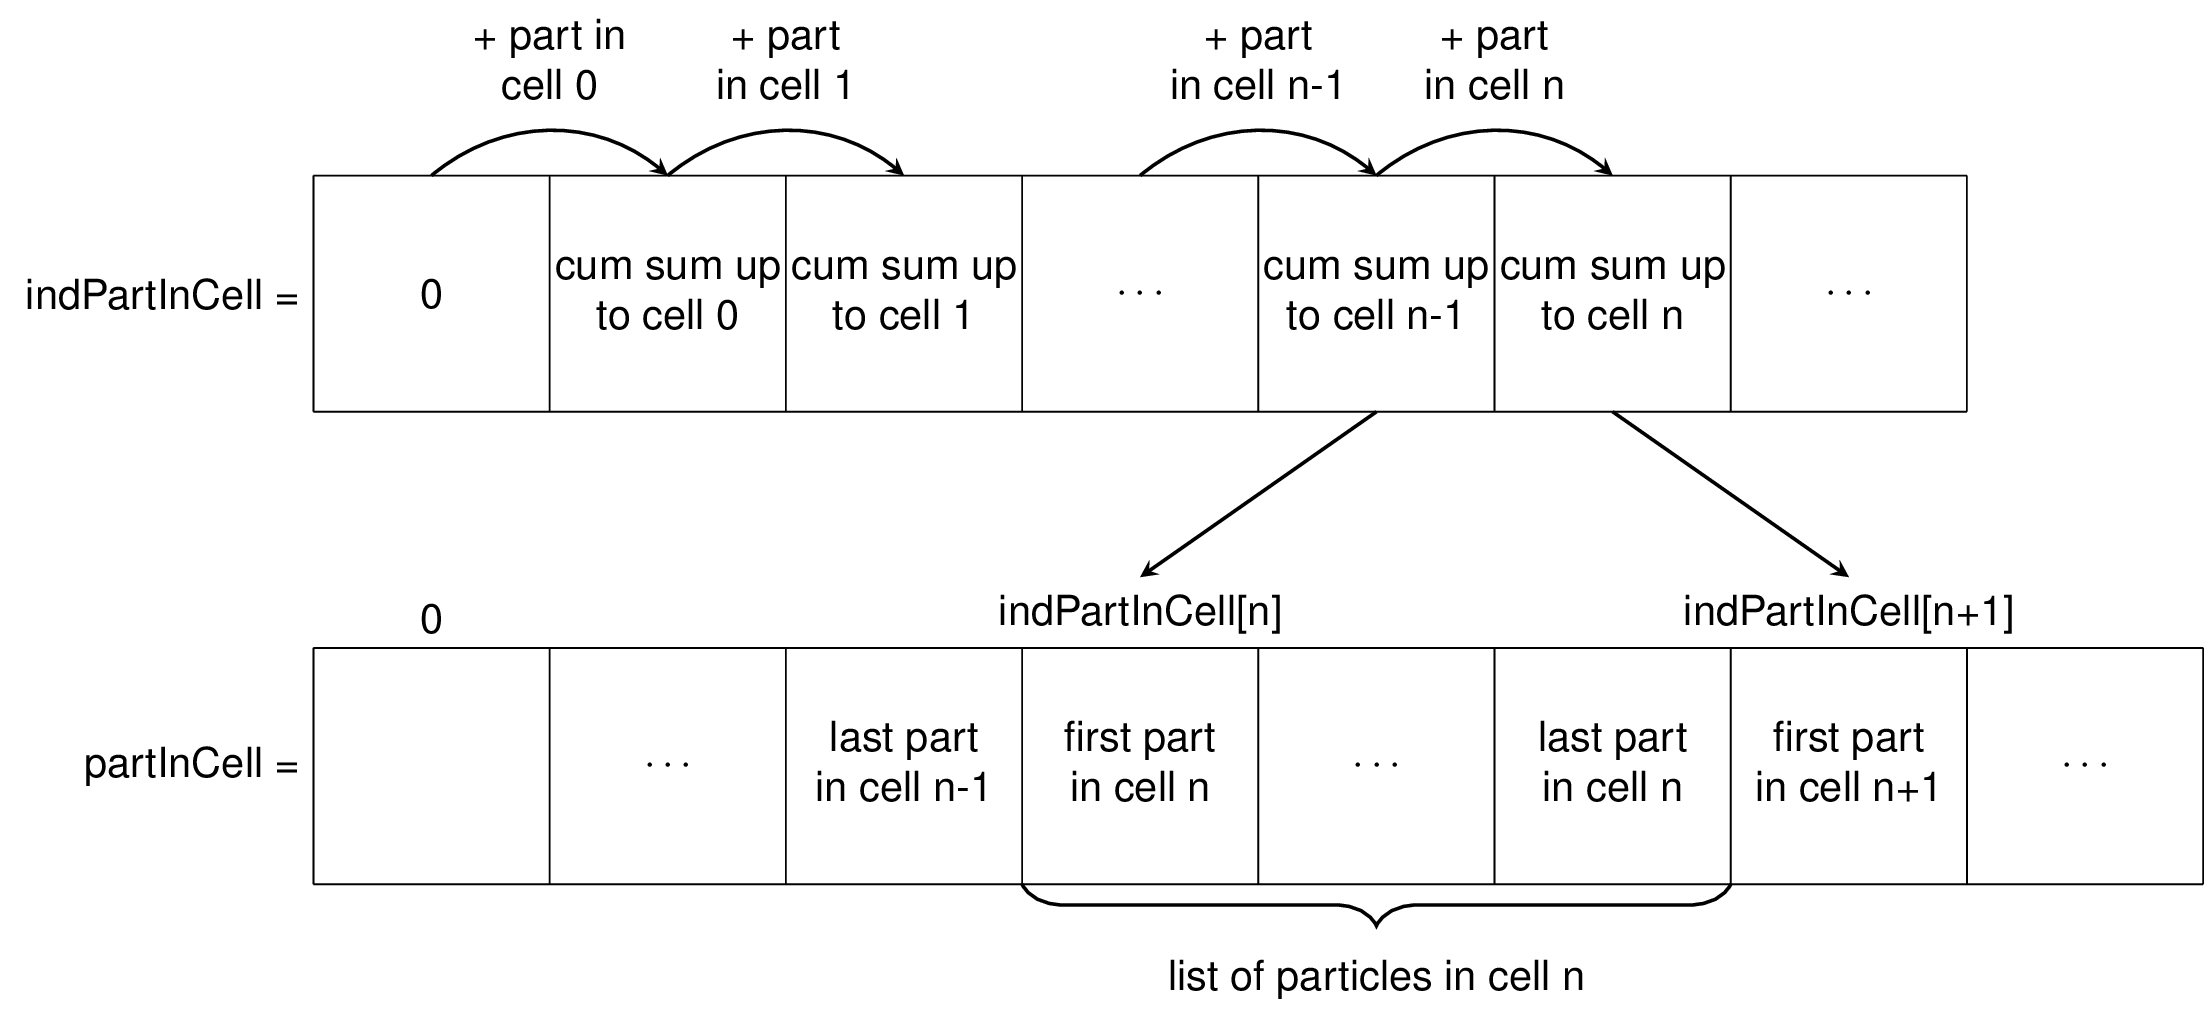 + part in
cell 0
+ part
in cell 1
+ part
in cell n-1
+ part
in cell n
indPartInCell =
0
cum sum up
to cell 0
cum sum up
to cell 1
...
cum sum up
to cell n-1
cum sum up
to cell n
...
0
indPartInCell[n]
indPartInCell[n+1]
partInCell =
...
last part
in cell n-1
first part
in cell n
...
last part
in cell n
first part
in cell n+1
...
list of particles in cell n